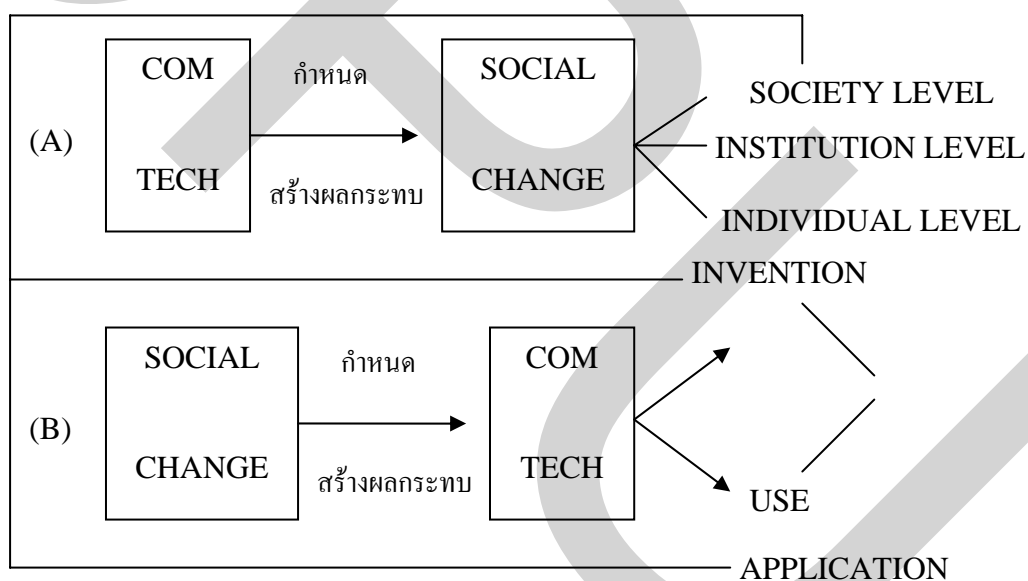 COM
กำหนด
SOCIAL
SOCIETY LEVEL
(A)
INSTITUTION LEVEL
TECH
สร้างผลกระทบ
CHANGE
INDIVIDUAL LEVEL
INVENTION
SOCIAL
กำหนด
COM
(B)
CHANGE
สร้างผลกระทบ
TECH
USE
APPLICATION